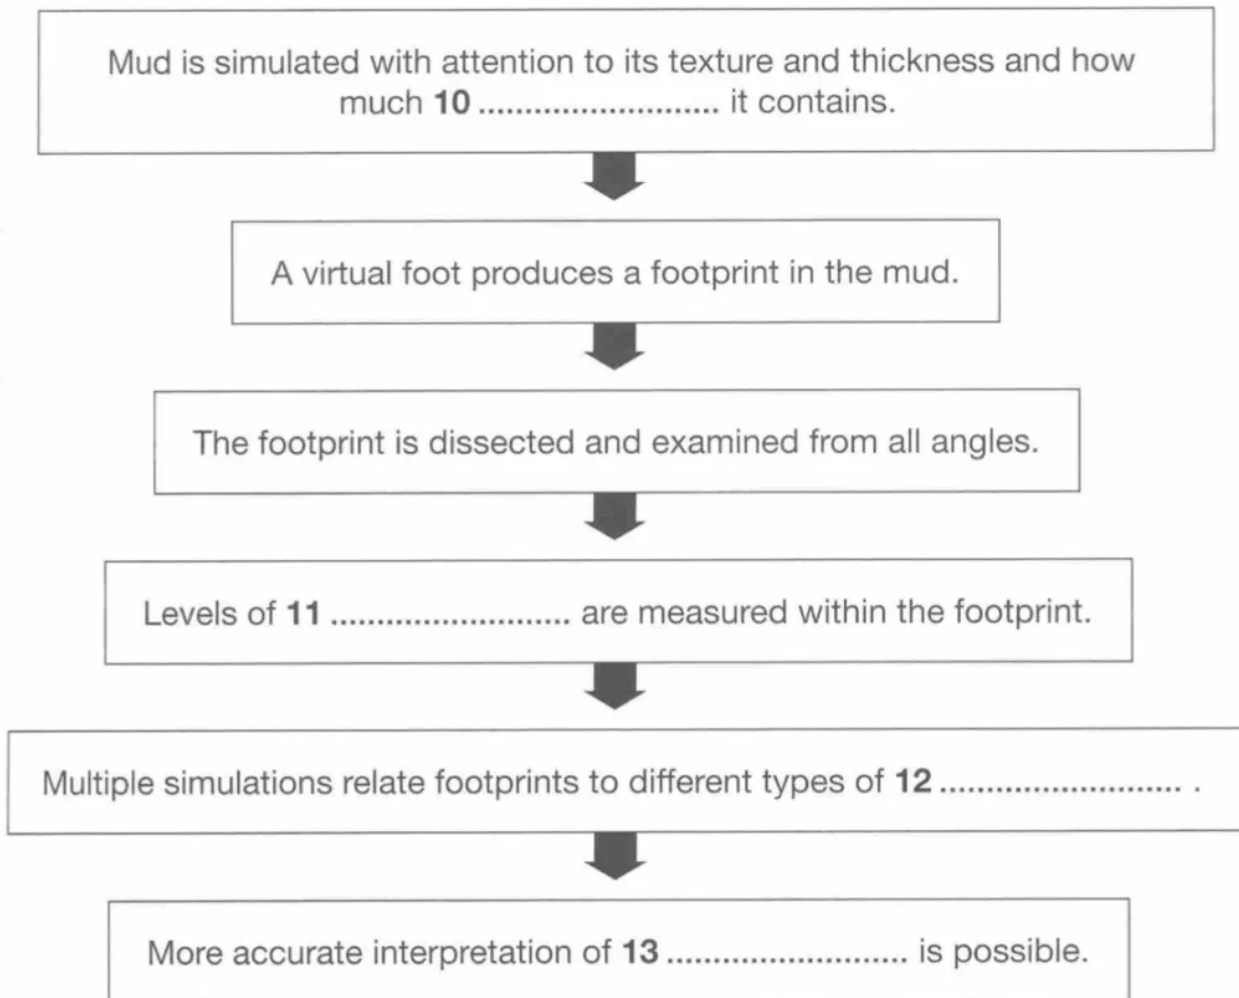 Mud is simulated with attention to its texture and thickness and how
much 10 .......................... it contains.
A virtual foot produces a footprint in the mud.
The footprint is dissected and examined from all angles.
Levels of 11 .......................... are measured within the footprint.
Multiple simulations relate footprints to different types of 12 .......................... .
More accurate interpretation of 13 .......................... is possible.